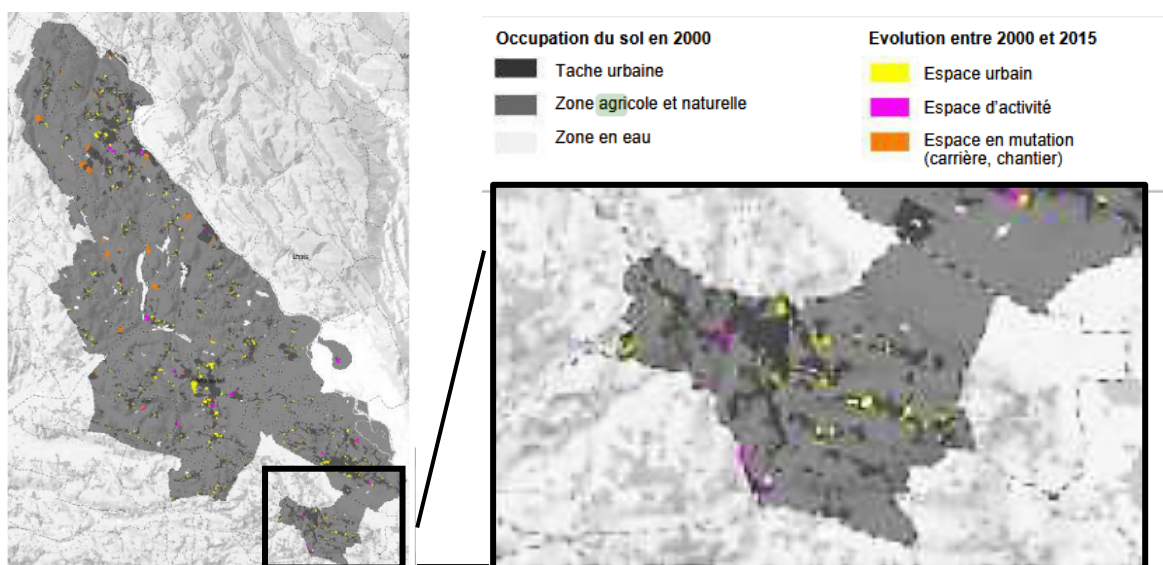 Occupation du sol en 2000
Tache urbaine
Zone agricole et naturelle
Zone en eau
Evolution entre 2000 et 2015
Espace urbain
Espace d'activité
Espace en mutation
(carrière, chantier)